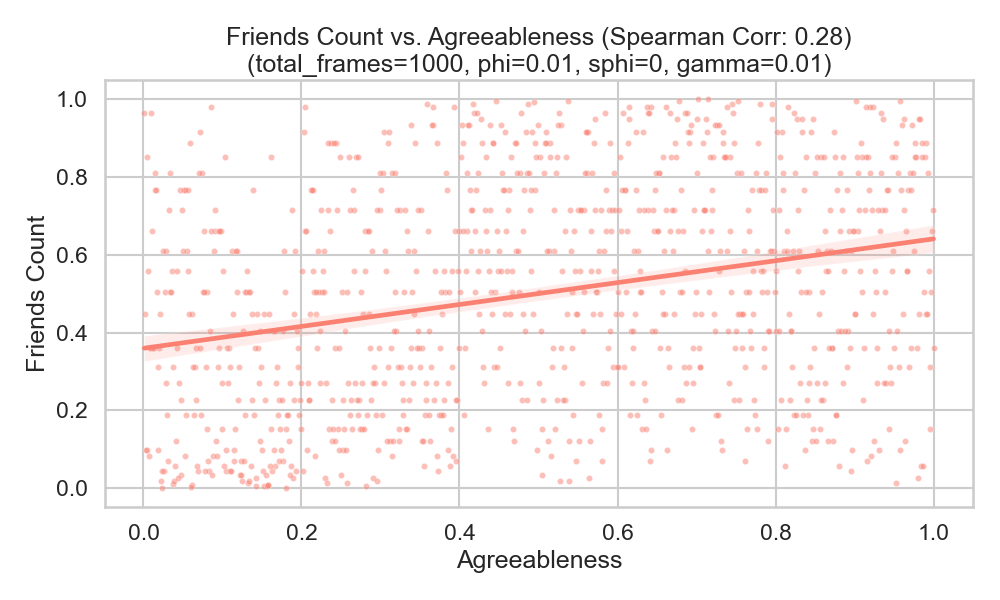 Friends Count vs. Agreeableness (Spearman Corr: 0.28)
(total_frames=1000, phi=0.01, sphi=0, gamma=0.01)
1.0
0.8
0.6
0.4
0.2
0.0
Friends Count
0.0 0.2 0.4 0.6 0.8 1.0
Agreeableness